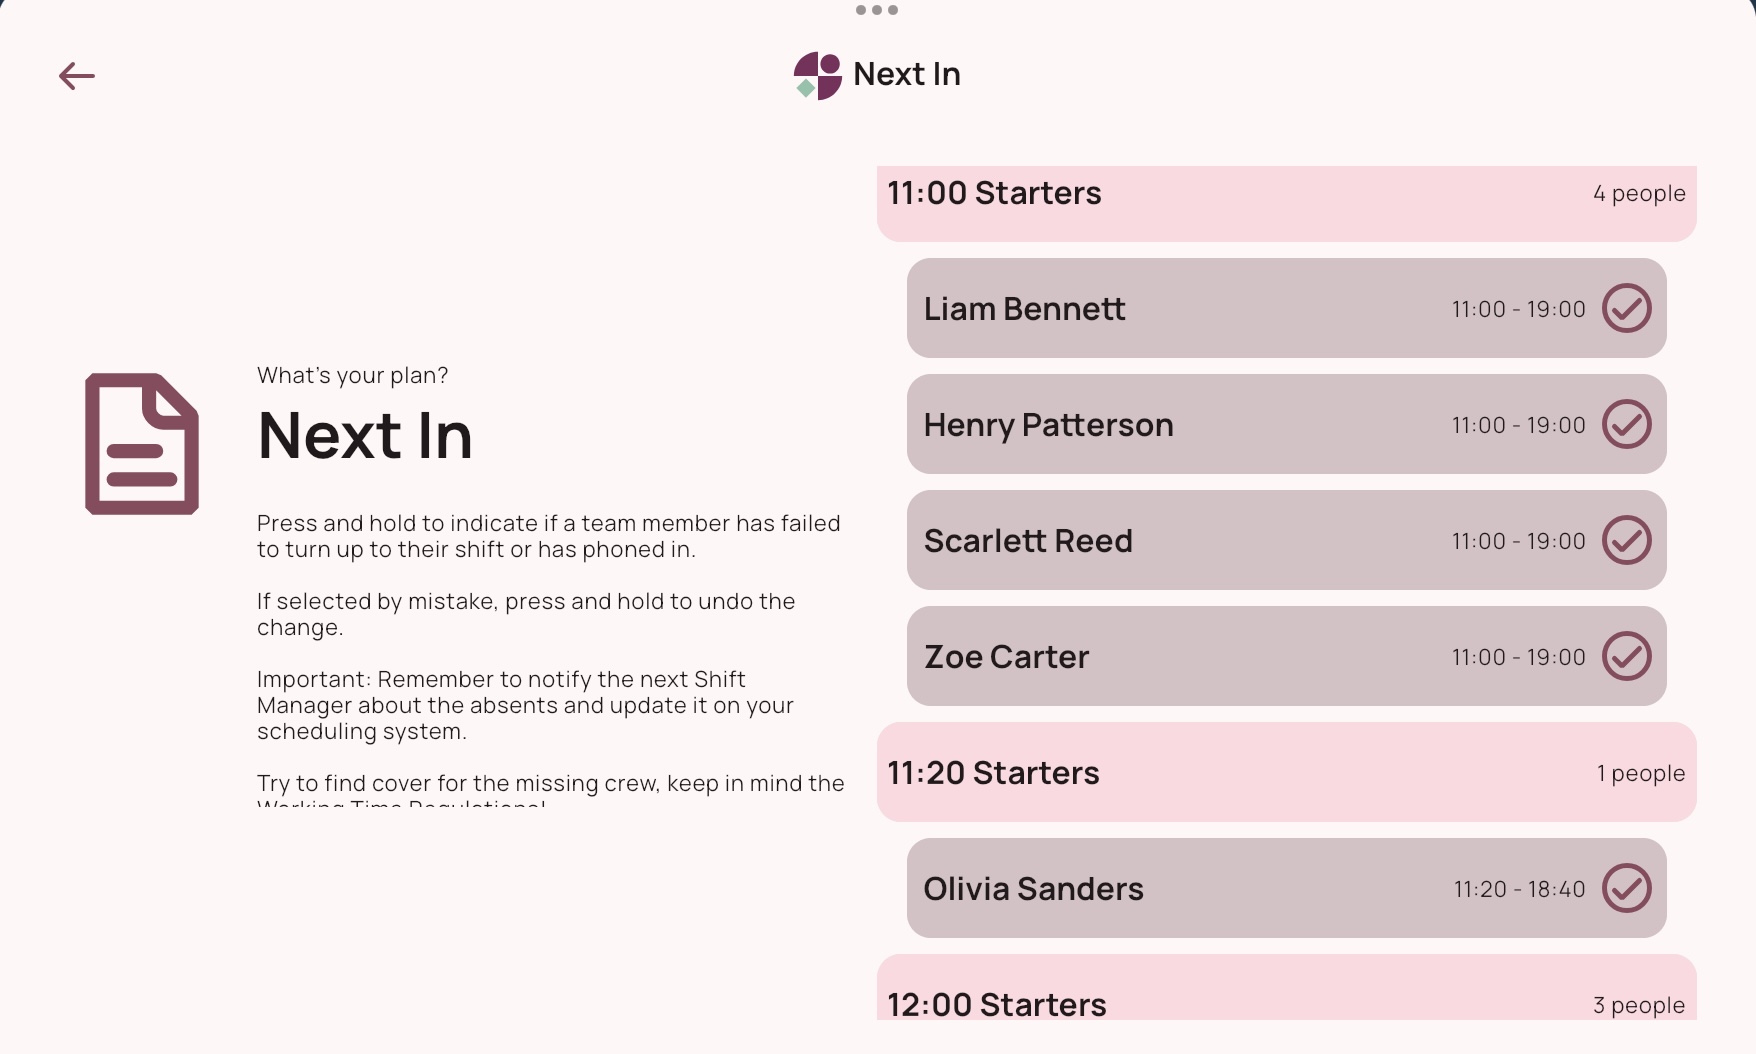 Next In
What's your plan?
Next In
Press and hold to indicate if a team member has failed
to turn up to their shift or has phoned in.
If selected by mistake, press and hold to undo the
change.
Important: Remember to notify the next Shift
Manager about the absents and update it on your
scheduling system.
Try to find cover for the missing crew, keep in mind the
Working Time Regulations!
11:00 Starters 4 people
Liam Bennett 11:00 - 19:00
Henry Patterson 11:00 - 19:00
Scarlett Reed 11:00 - 19:00
Zoe Carter 11:00 - 19:00
11:20 Starters 1 people
Olivia Sanders 11:20 - 18:40
12:00 Starters 3 people